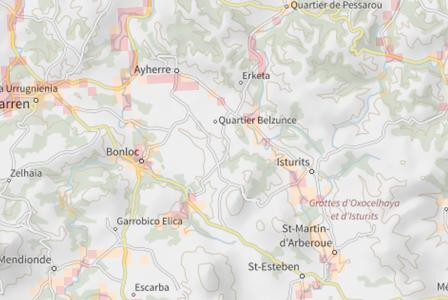 Quartier de Pessarou
Ayherre
Erketa
a Urrugnienia
arren
Quartier Belzunce
Bonloc
Isturits
Zelhaia
Grottes d'Oxocelhaya
et d'Isturits
Garrobico Elica
St-Martin-
d'Arberoue
Mendionde
St-Esteben
Escarba
Me